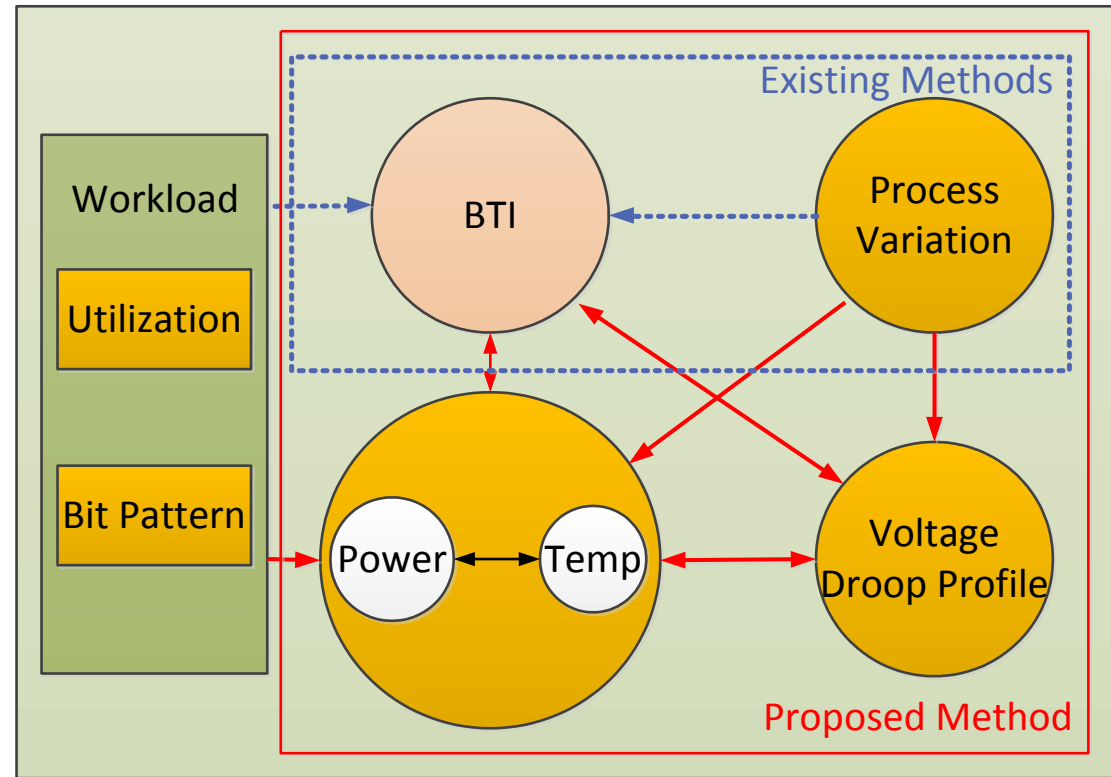 Existing Methods
Workload
Utilization
Bit Pattern
BTI
Process
Variation
Power
Temp
Voltage
Droop Profile
Proposed Method